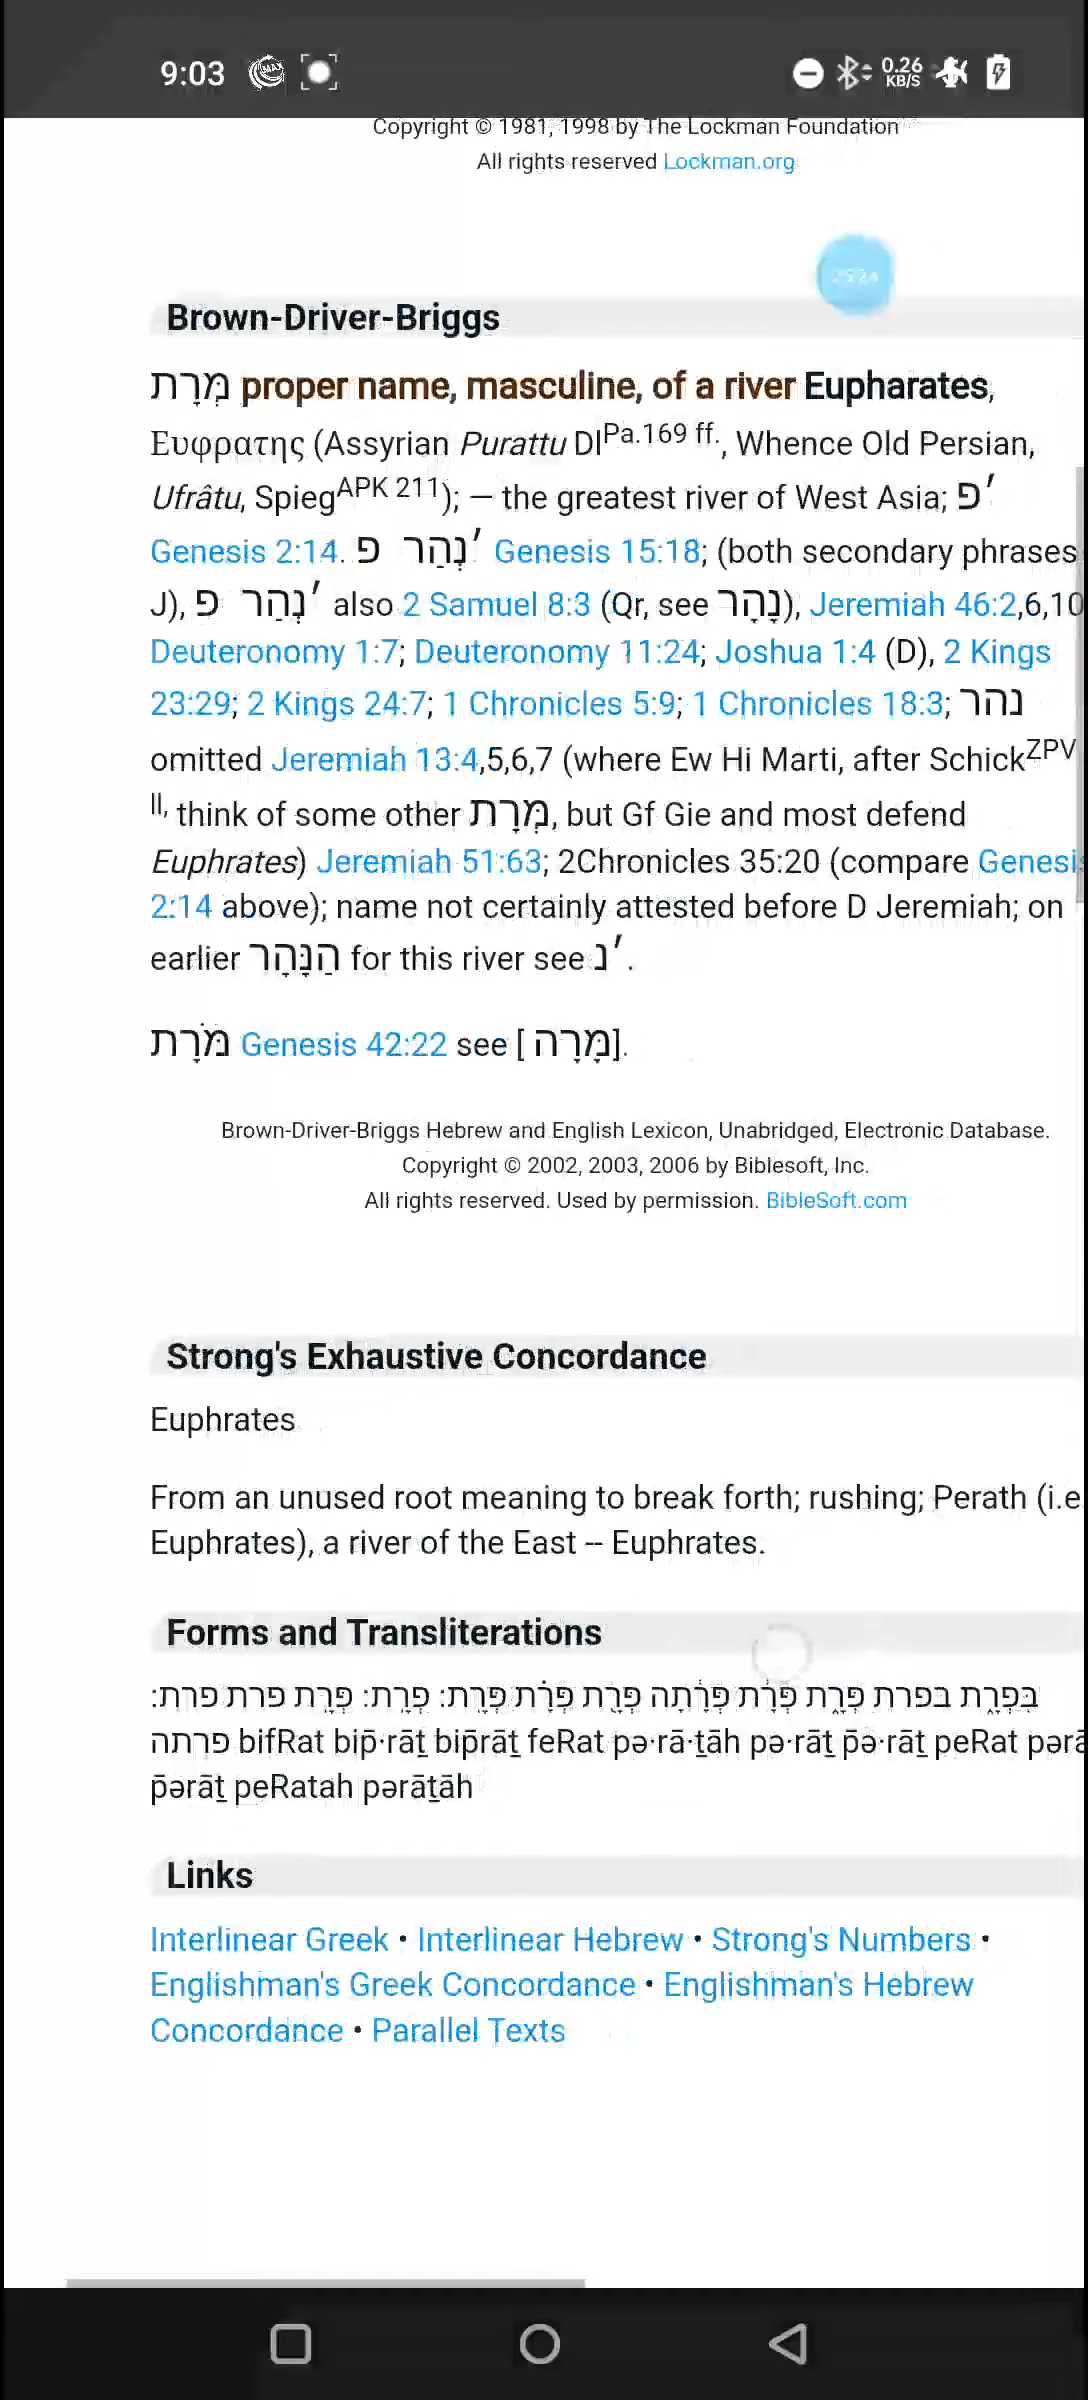 9:03 MAX 0.26 KB/S
Copyright © 1981, 1998 by The Lockman Foundation
All rights reserved Lockman.org
Brown-Driver-Briggs
מְּרָת proper name, masculine, of a river Eupharates,
Ευφρατης (Assyrian Purattu DlPa.169 ff., Whence Old Persian,
Ufrâtu, SpiegAPK 211); — the greatest river of West Asia; פ׳
Genesis 2:14. נְהַר פ׳ Genesis 15:18; (both secondary phrases
J), נְהַר פ׳ also 2 Samuel 8:3 (Qr, see נָהָר), Jeremiah 46:2,6,10
Deuteronomy 1:7; Deuteronomy 11:24; Joshua 1:4 (D), 2 Kings
23:29; 2 Kings 24:7; 1 Chronicles 5:9; 1 Chronicles 18:3; נהר
omitted Jeremiah 13:4,5,6,7 (where Ew Hi Marti, after SchickZPV
II, think of some other מְּרָת, but Gf Gie and most defend
Euphrates) Jeremiah 51:63; 2Chronicles 35:20 (compare Genesis
2:14 above); name not certainly attested before D Jeremiah; on
earlier הַנָּהָר for this river see נ׳.
מֹּרָת Genesis 42:22 see [מָּרָה].
Brown-Driver-Briggs Hebrew and English Lexicon, Unabridged, Electronic Database.
Copyright © 2002, 2003, 2006 by Biblesoft, Inc.
All rights reserved. Used by permission. BibleSoft.com
Strong's Exhaustive Concordance
Euphrates
From an unused root meaning to break forth; rushing; Perath (i.e
Euphrates), a river of the East -- Euphrates.
Forms and Transliterations
בִּפְרָ֑ת בפרת פְּרָ֑ת פְּרָ֔ת פְּרָ֔תָה פְּרָ֖ת פְּרָ֗ת פְּרָֽת׃ פְרָֽת׃ פְּרָֽת פרת פרת׃
פרתה bifRat bip̄·rāṯ bip̄rāṯ feRat pə·rā·ṯāh pə·rāṯ p̄ə·rāṯ peRat pərā
p̄ərāṯ peRatah pərāṯāh
Links
Interlinear Greek • Interlinear Hebrew • Strong's Numbers •
Englishman's Greek Concordance • Englishman's Hebrew
Concordance • Parallel Texts